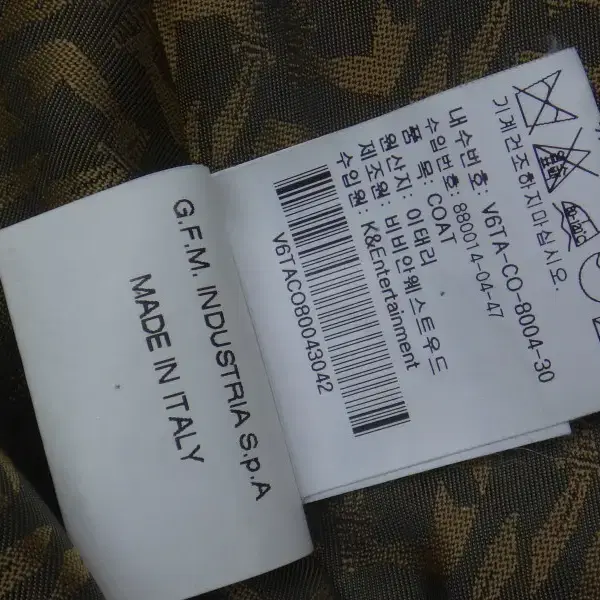 G.F.M. INDUSTRIA S.p.A
MADE IN ITALY
기계건조하지마십시오.
내수번호: V6TA-CO-8004-30
수입번호: 980014-04-47
품 목: COAT
원산지: 이태리
제조원: 비비안웨스트우드
수입원: K&Entertainment
V6TACO80043042